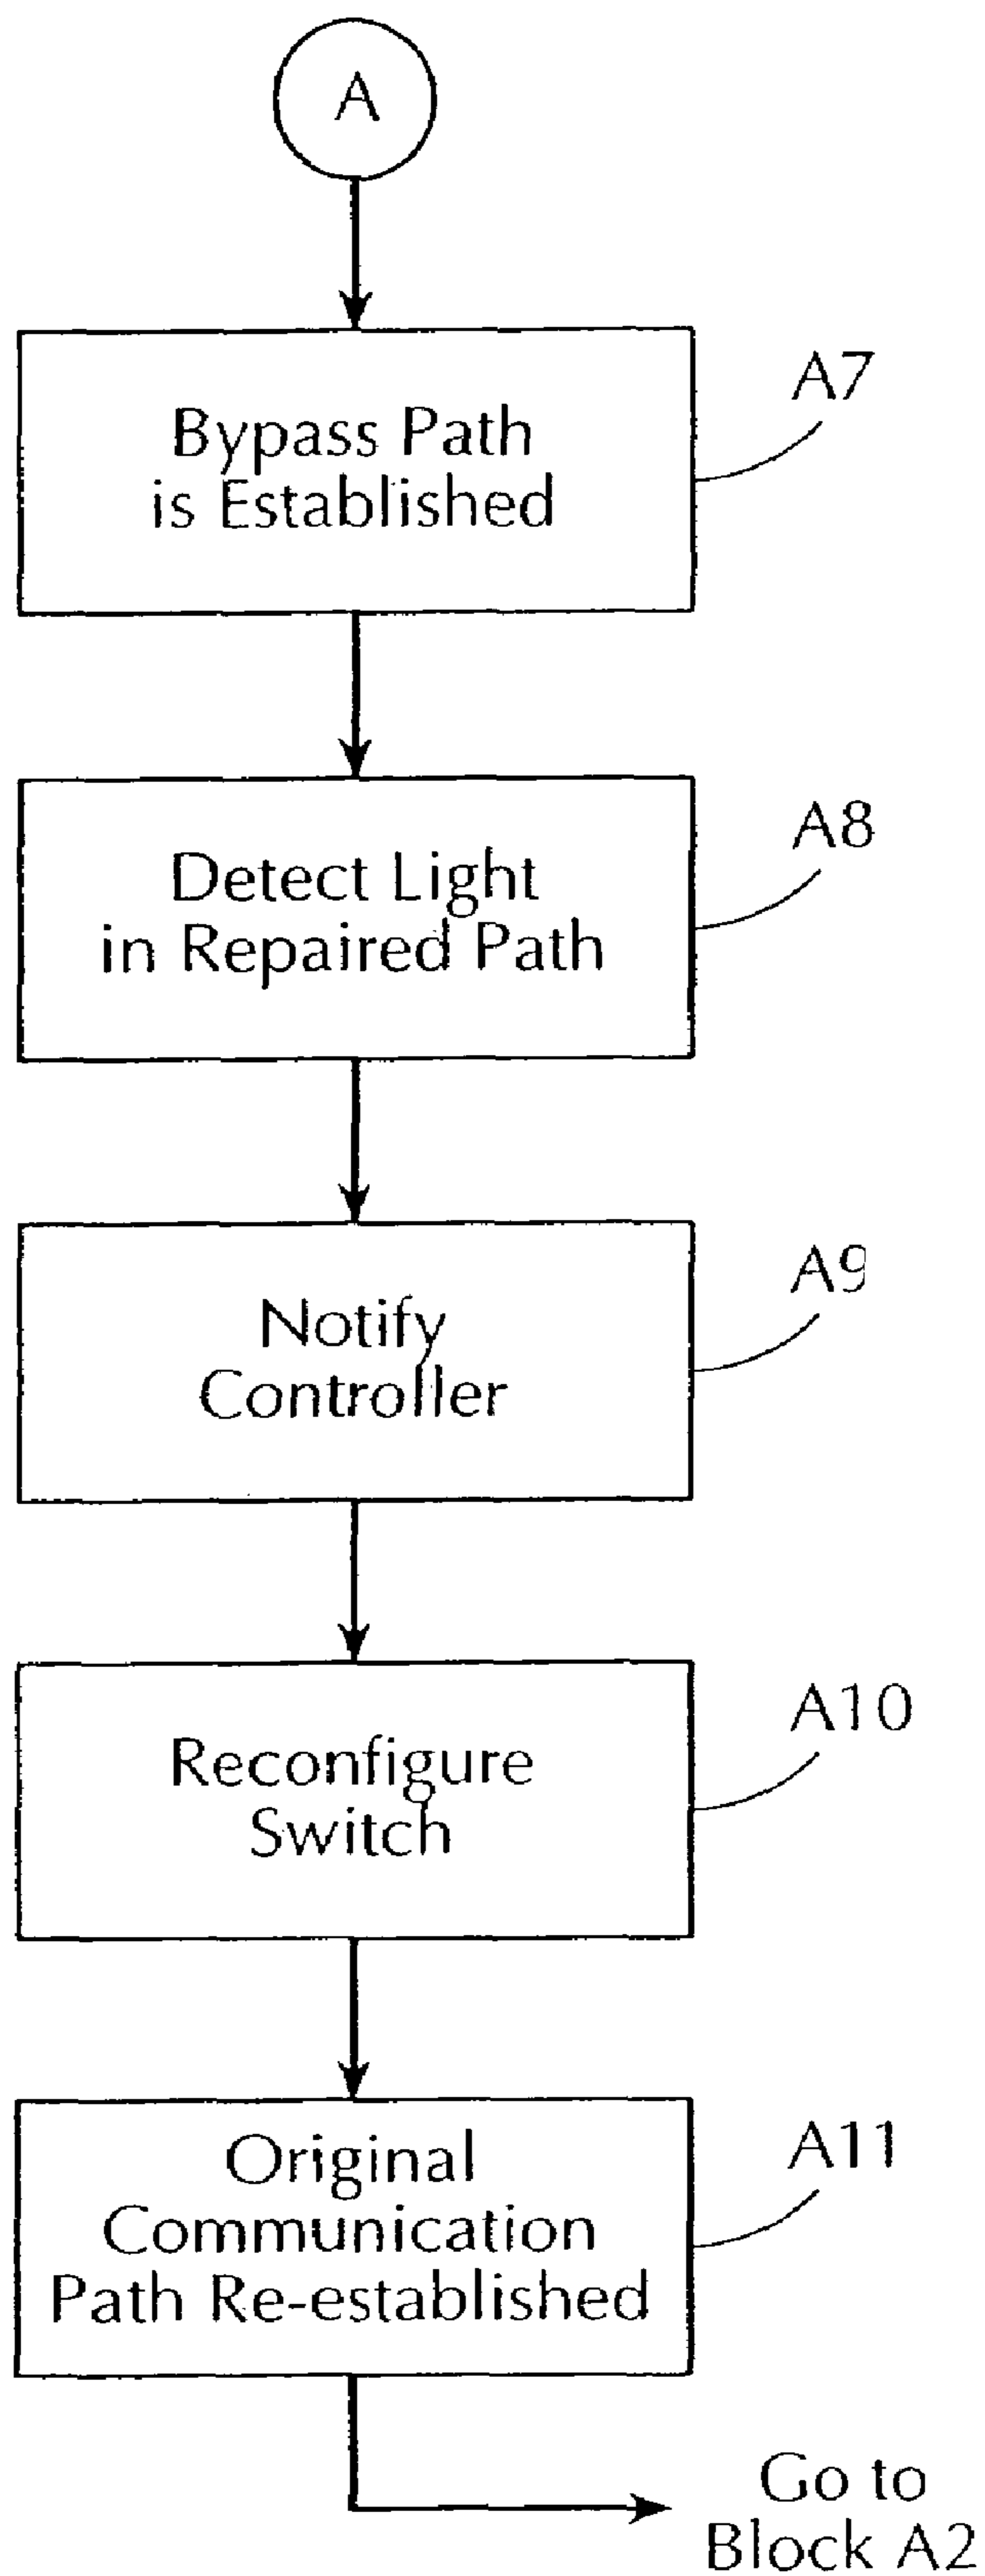 A
A7
Bypass Path
is Established
A8
Detect Light
in Repaired Path
A9
Notify
Controller
A10
Reconfigure
Switch
A11
Original
Communication
Path Re-established
Go to
Block A2